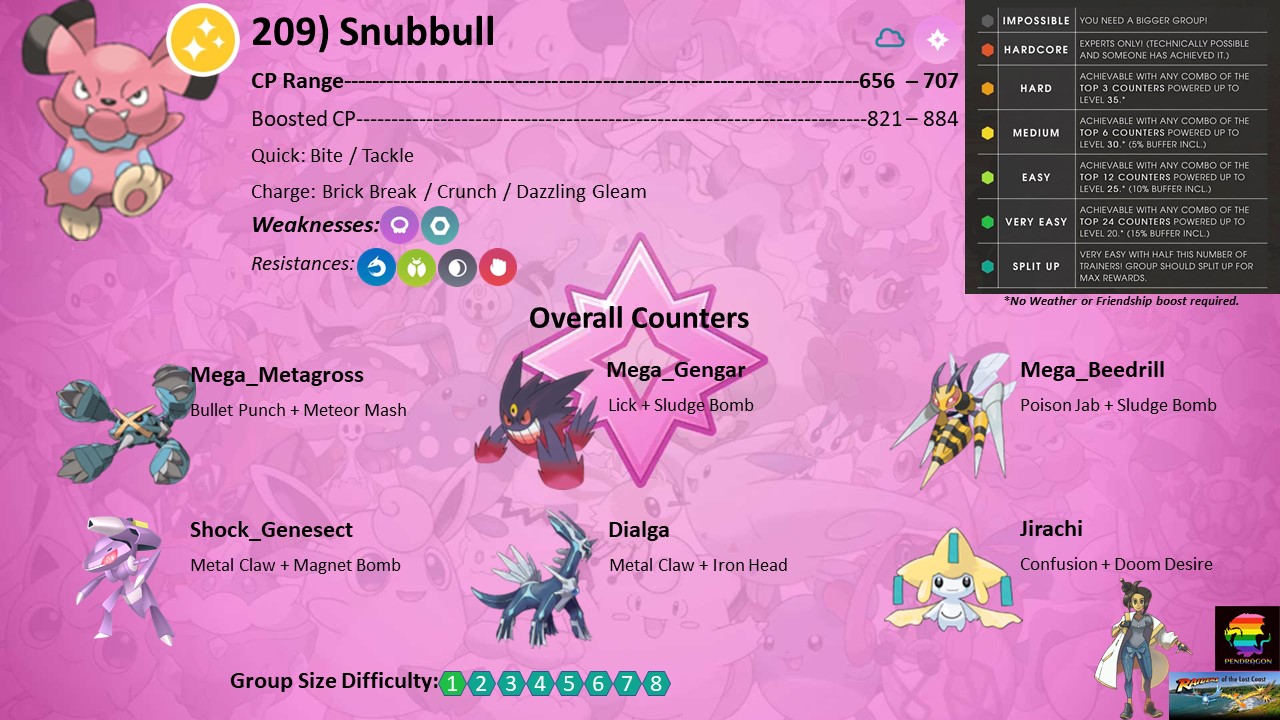 209) Snubbull
CP Range----------------------------------------------------------------------------656 – 707
Boosted CP--------------------------------------------------------------------------821 – 884
Quick: Bite / Tackle
Charge: Brick Break / Crunch / Dazzling Gleam
Weaknesses:
Resistances:
IMPOSSIBLE YOU NEED A BIGGER GROUP!
HARDCORE EXPERTS ONLY! (TECHNICALLY POSSIBLE
AND SOMEONE HAS ACHIEVED IT.)
HARD ACHIEVABLE WITH ANY COMBO OF THE
TOP 3 COUNTERS POWERED UP TO
LEVEL 35.*
MEDIUM ACHIEVABLE WITH ANY COMBO OF THE
TOP 6 COUNTERS POWERED UP TO
LEVEL 30.* (5% BUFFER INCL.)
EASY ACHIEVABLE WITH ANY COMBO OF THE
TOP 12 COUNTERS POWERED UP TO
LEVEL 25.* (10% BUFFER INCL.)
VERY EASY ACHIEVABLE WITH ANY COMBO OF THE
TOP 24 COUNTERS POWERED UP TO
LEVEL 20.* (15% BUFFER INCL.)
SPLIT UP VERY EASY WITH HALF THIS NUMBER OF
TRAINERS! GROUP SHOULD SPLIT UP FOR
MAX REWARDS.
*No Weather or Friendship boost required.
Overall Counters
Mega_Metagross
Bullet Punch + Meteor Mash
Mega_Gengar
Lick + Sludge Bomb
Mega_Beedrill
Poison Jab + Sludge Bomb
Shock_Genesect
Metal Claw + Magnet Bomb
Dialga
Metal Claw + Iron Head
Jirachi
Confusion + Doom Desire
Group Size Difficulty: 1 2 3 4 5 6 7 8
PENDRAGON
RAIDERS of the Lost Coast